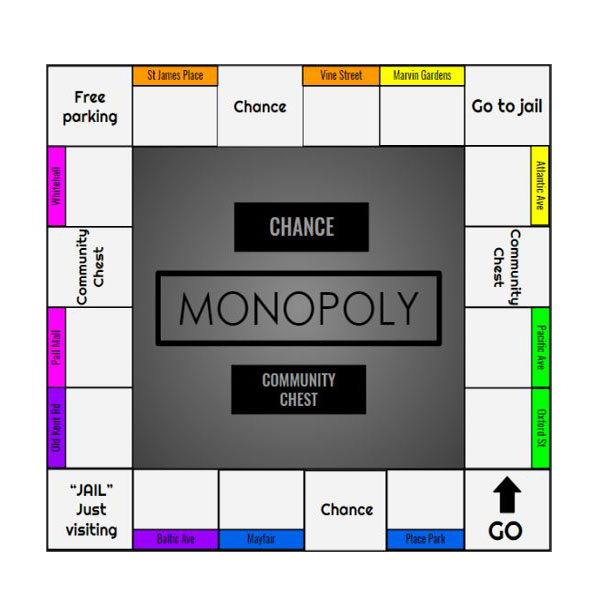 St James Place
Vine Street
Marvin Gardens
Free
parking
Chance
Go to jail
Whitehall
Atlantic Ave
CHANCE
Community
Chest
Community
Chest
MONOPOLY
Pall Mall
Pacific Ave
COMMUNITY
CHEST
Old Kent Rd
Oxford St
"JAIL"
Just
visiting
Chance
GO
Baltic Ave
Mayfair
Place Park